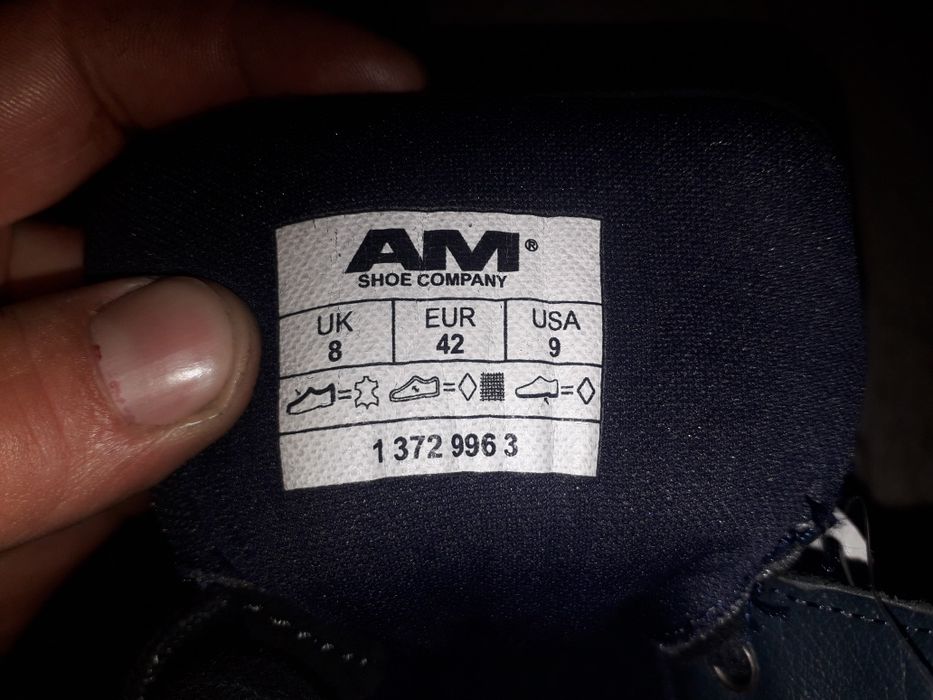 AM®
SHOE COMPANY
UK EUR USA
8 42 9
= = =
1 372 996 3